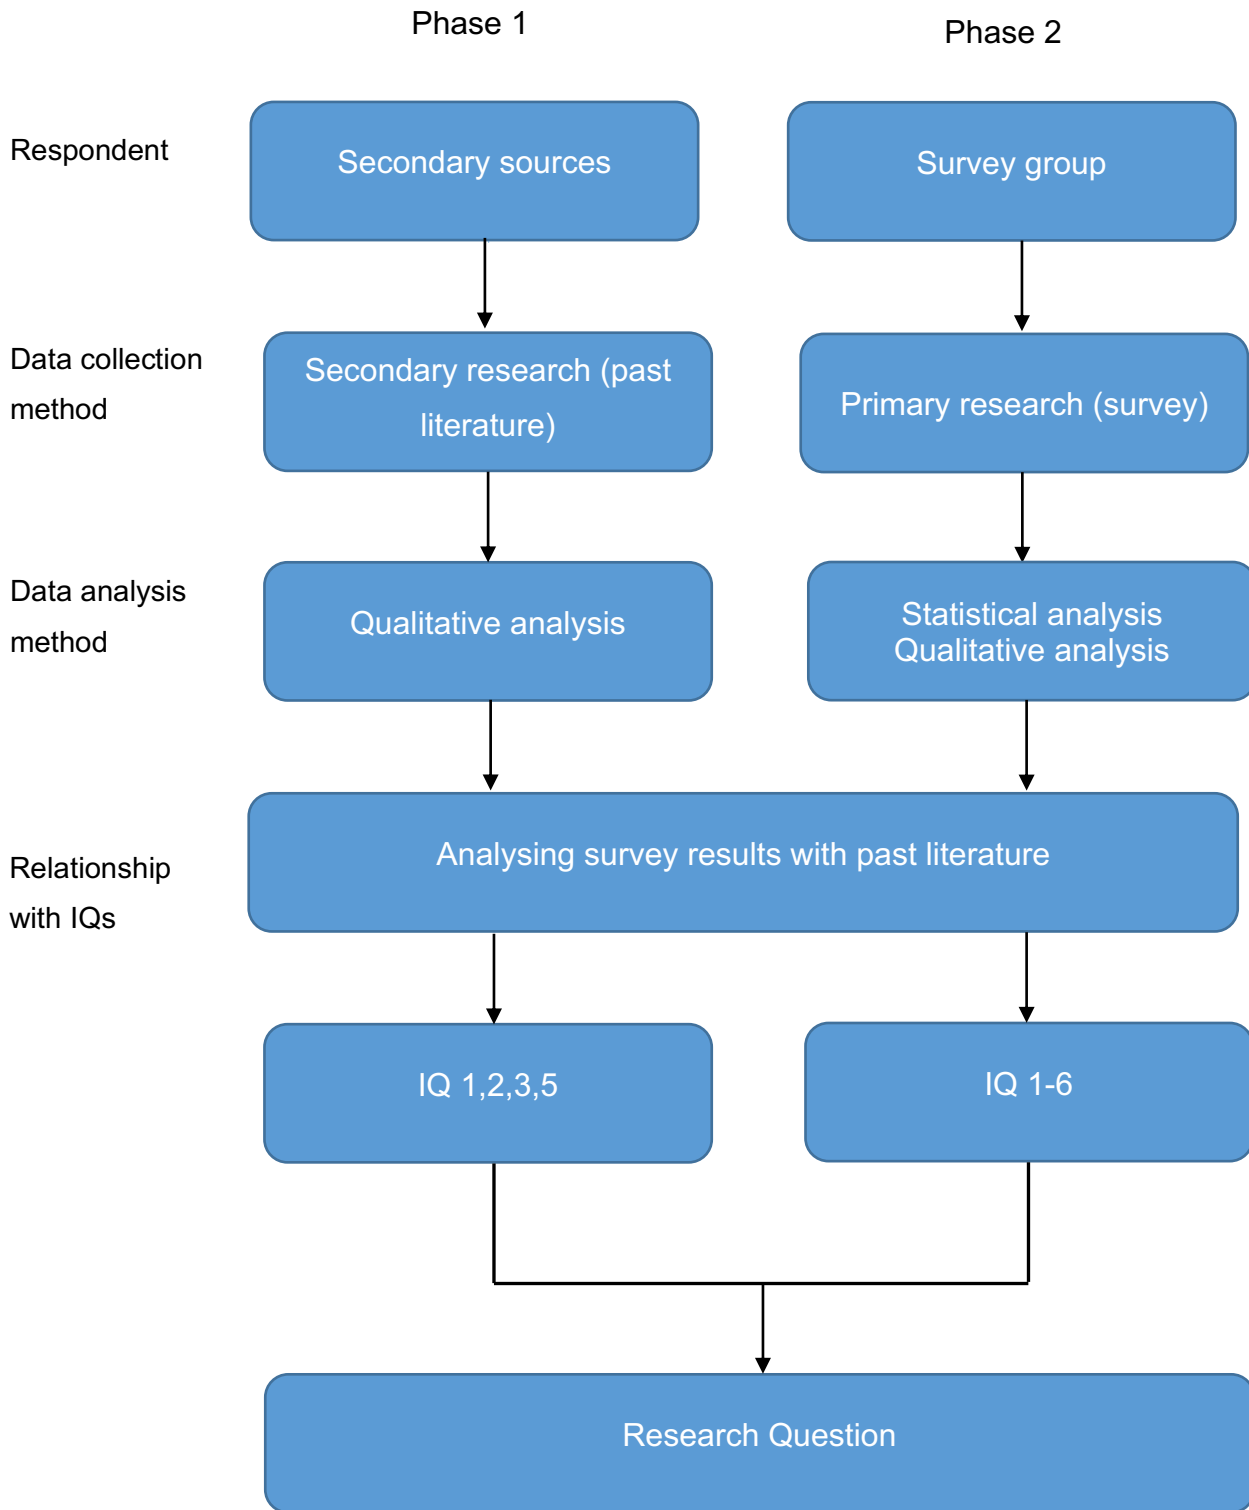 Phase 1
Phase 2
Respondent
Secondary sources
Survey group
Data collection
method
Secondary research (past
literature)
Primary research (survey)
Data analysis
method
Qualitative analysis
Statistical analysis
Qualitative analysis
Relationship
with IQs
Analysing survey results with past literature
IQ 1,2,3,5
IQ 1-6
Research Question